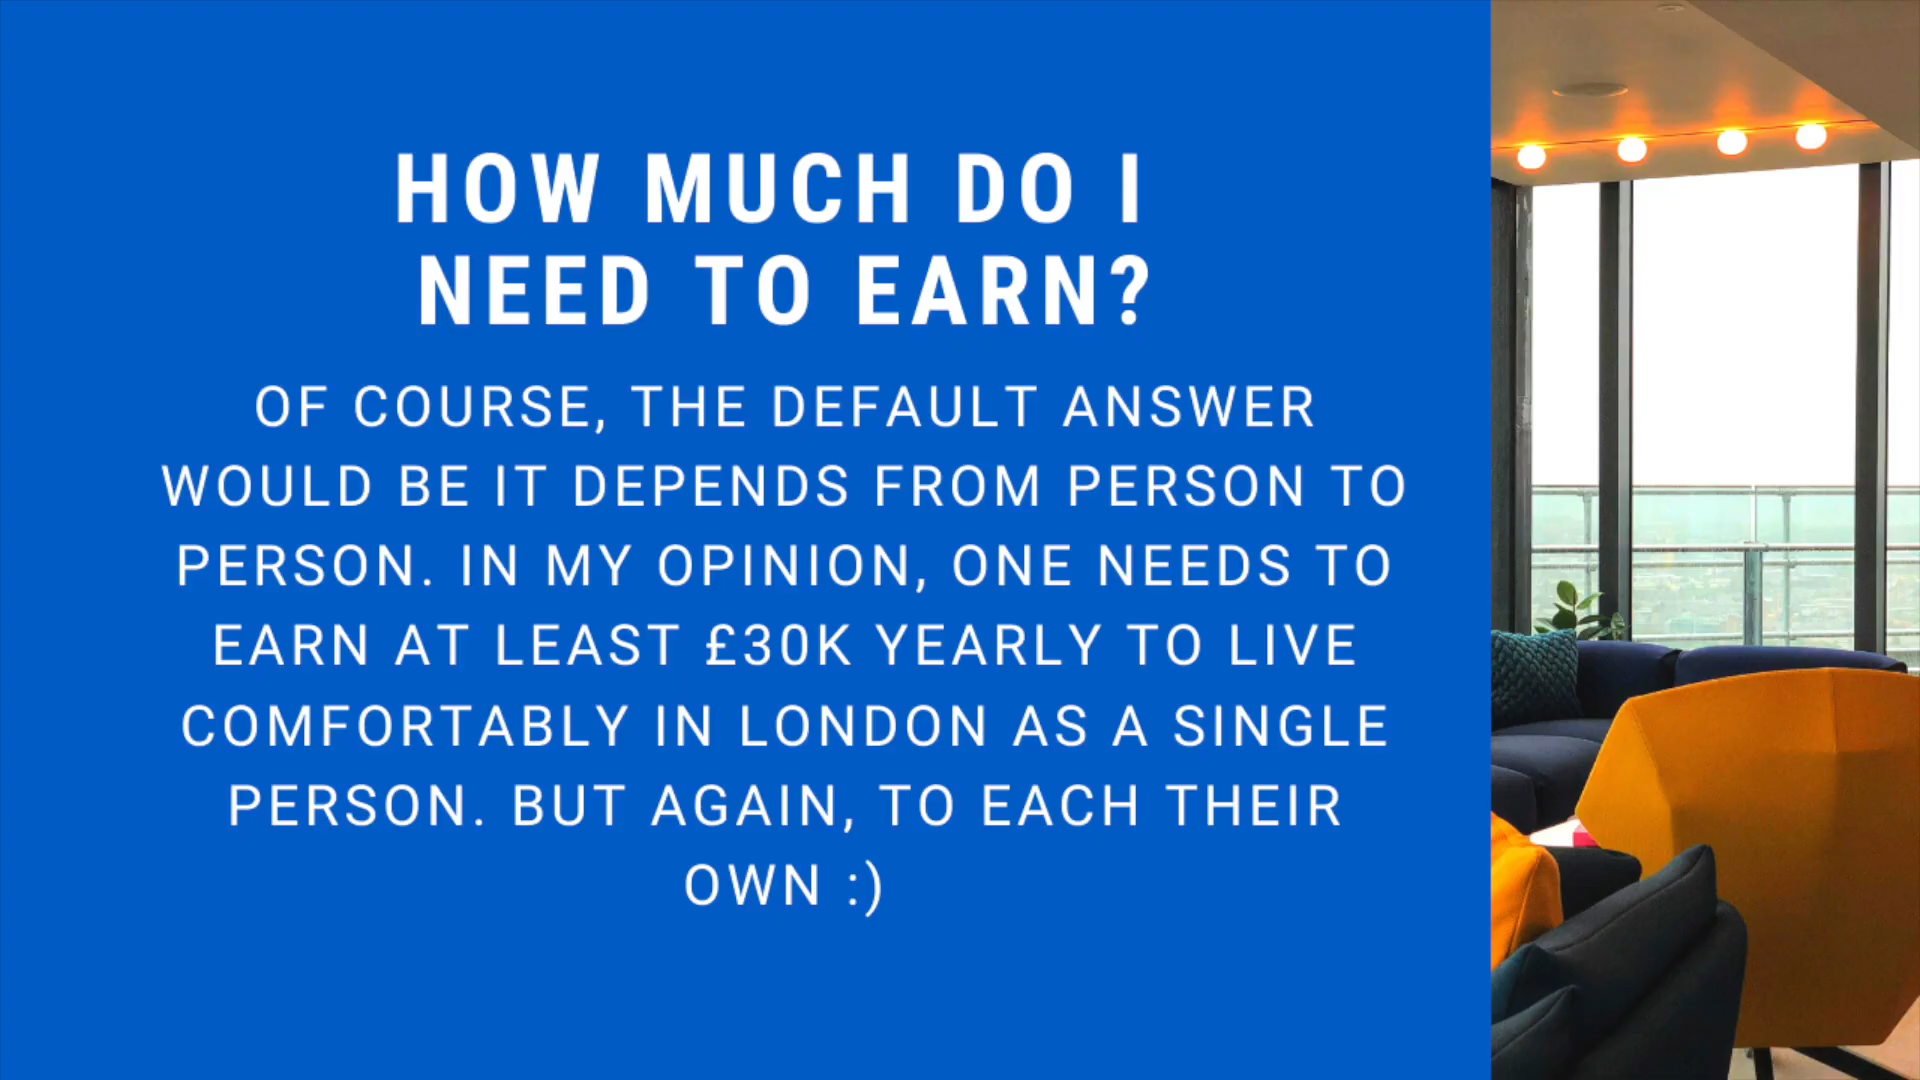 HOW MUCH DO I
NEED TO EARN?
OF COURSE, THE DEFAULT ANSWER
WOULD BE IT DEPENDS FROM PERSON TO
PERSON. IN MY OPINION, ONE NEEDS TO
EARN AT LEAST £30K YEARLY TO LIVE
COMFORTABLY IN LONDON AS A SINGLE
PERSON. BUT AGAIN, TO EACH THEIR
OWN :)